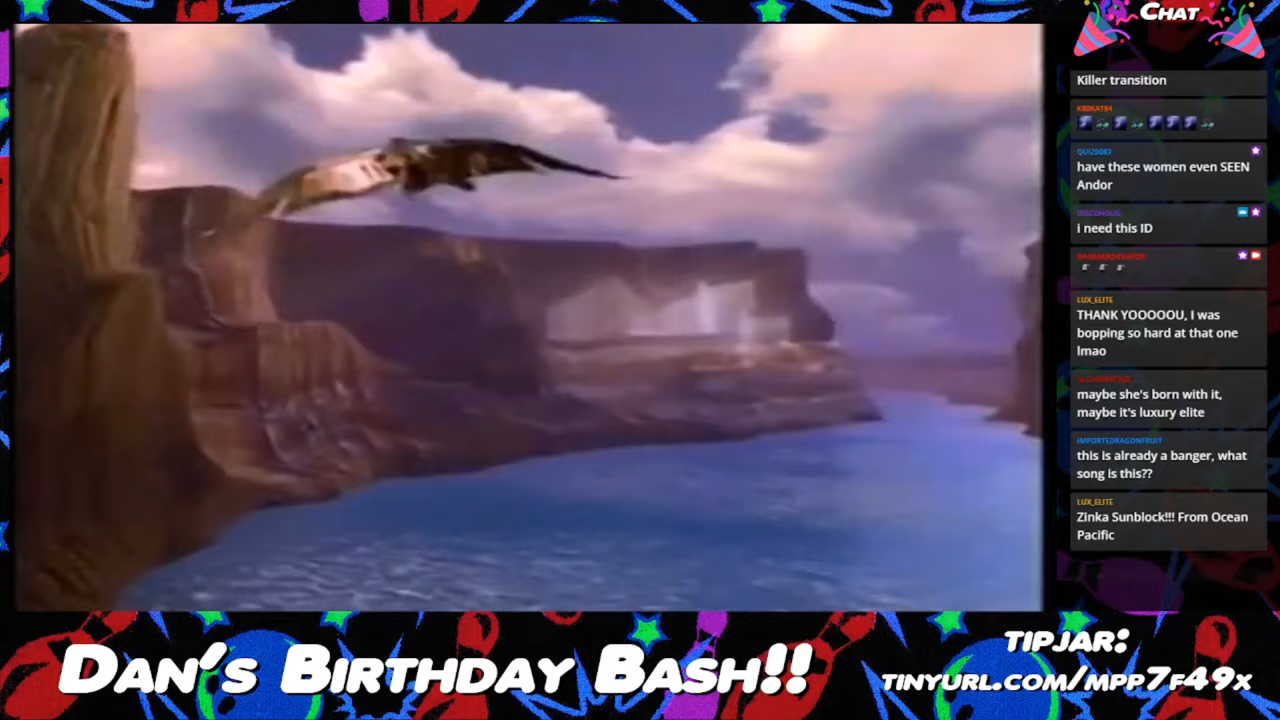 Chat
Killer transition
QUIZ0083
have these women even SEEN
Andor
DISCOHOLIC
i need this ID
LUX_ELITE
THANK YOOOOOU, I was
bopping so hard at that one
lmao
maybe she's born with it,
maybe it's luxury elite
IMPORTEDRAGONFRUIT
this is already a banger, what
song is this??
LUX_ELITE
Zinka Sunblock!!! From Ocean
Pacific
Dan's Birthday Bash!!
tipjar:
tinyurl.com/mpp7f49x